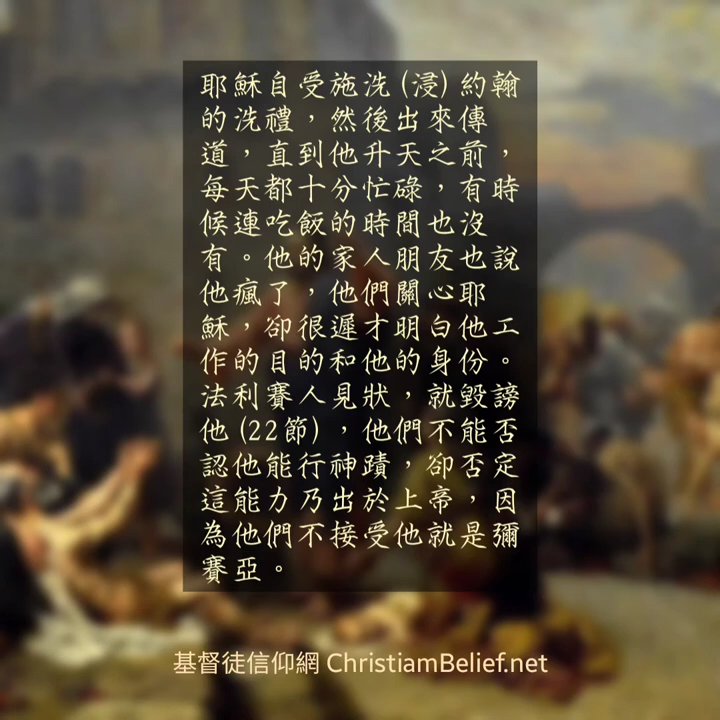 耶穌自受施洗(浸)約翰
的洗禮,然後出來傳
道,直到他升天之前,
每天都十分忙碌,有時
候連吃飯的時間也沒
有。他的家人朋友也說
他瘋了,他們關心耶
穌,卻很遲才明白他工
作的目的和他的身份。
法利賽人見狀,就毀謗
他(22節),他們不能否
認他能行神蹟,卻否定
這能力乃出於上帝,因
為他們不接受他就是彌
賽亞。
基督徒信仰網 ChristiamBelief.net